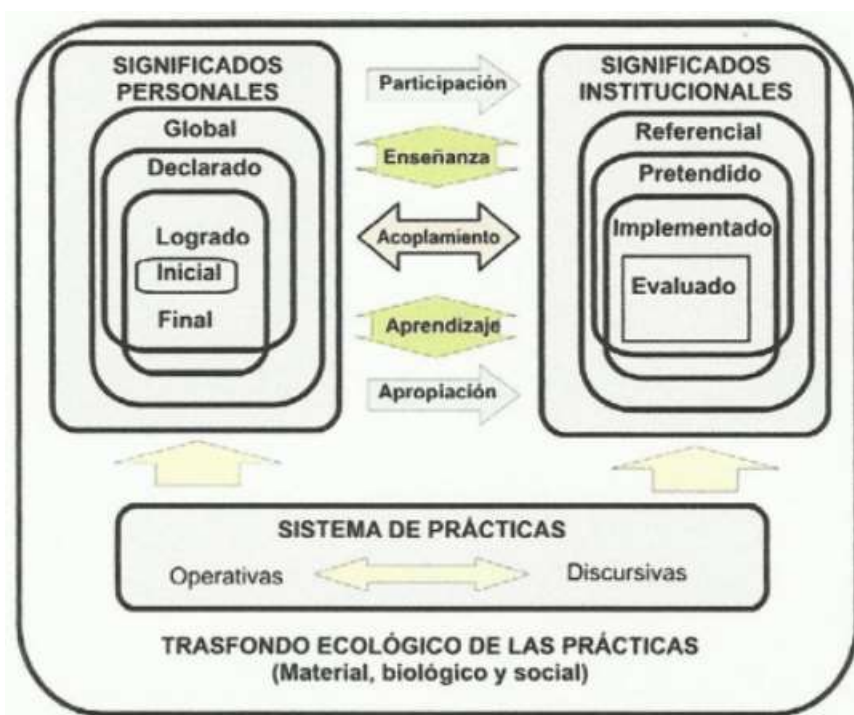 SIGNIFICADOS
PERSONALES
Global
Declarado
Logrado
Inicial
Final
Participación
Enseñanza
Acoplamiento
Aprendizaje
Apropiación
SIGNIFICADOS
INSTITUCIONALES
Referencial
Pretendido
Implementado
Evaluado
SISTEMA DE PRÁCTICAS
Operativas
Discursivas
TRASFONDO ECOLÓGICO DE LAS PRÁCTICAS
(Material, biológico y social)